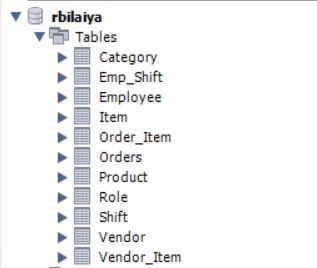 rbilaiya
Tables
Category
Emp_Shift
Employee
Item
Order_Item
Orders
Product
Role
Shift
Vendor
Vendor_Item